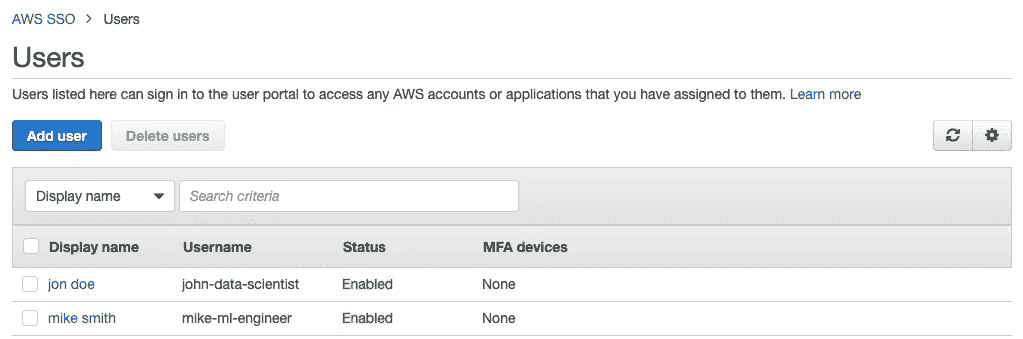 AWS SSO > Users
Users
Users listed here can sign in to the user portal to access any AWS accounts or applications that you have assigned to them. Learn more
Add user Delete users
Display name Search criteria
Display name Username Status MFA devices
jon doe john-data-scientist Enabled None
mike smith mike-ml-engineer Enabled None